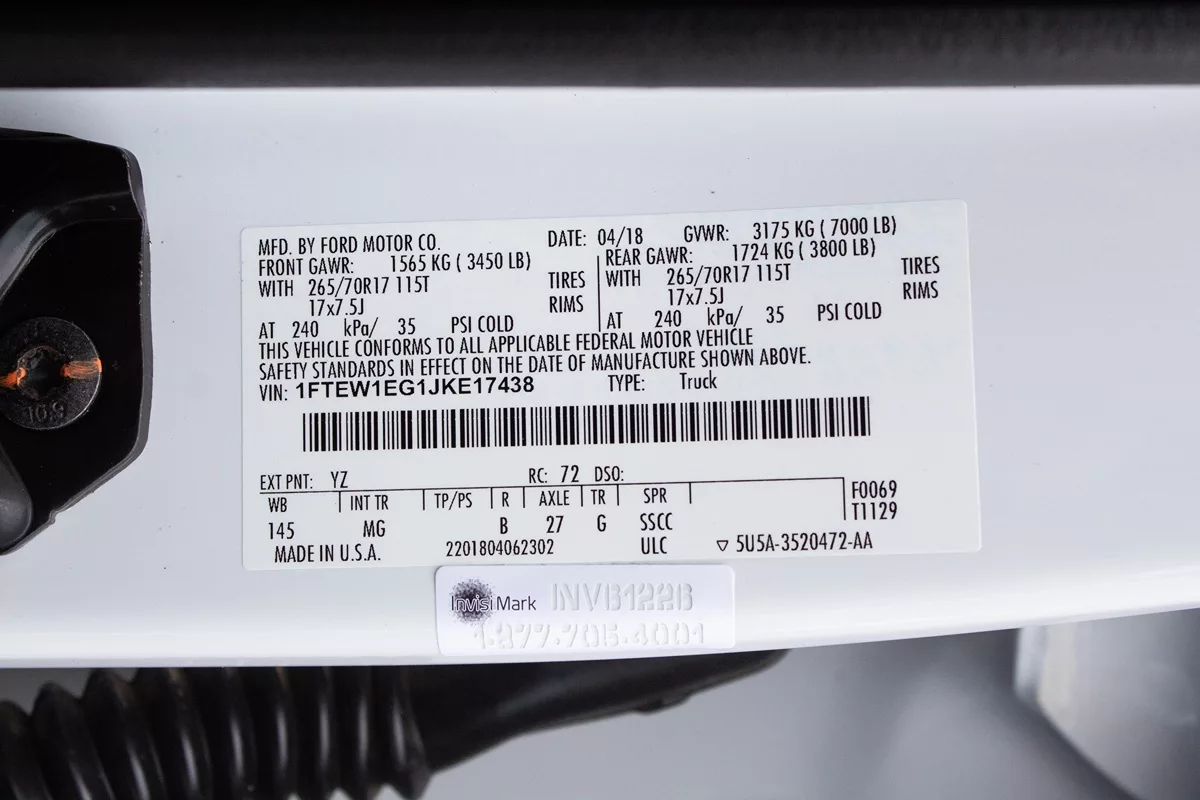 MFD. BY FORD MOTOR CO. DATE: 04/18 GVWR: 3175 KG ( 7000 LB)
FRONT GAWR: 1565 KG ( 3450 LB) REAR GAWR: 1724 KG ( 3800 LB)
WITH 265/70R17 115T TIRES WITH 265/70R17 115T TIRES
17x7.5J RIMS 17x7.5J RIMS
AT 240 kPa/ 35 PSI COLD AT 240 kPa/ 35 PSI COLD
THIS VEHICLE CONFORMS TO ALL APPLICABLE FEDERAL MOTOR VEHICLE
SAFETY STANDARDS IN EFFECT ON THE DATE OF MANUFACTURE SHOWN ABOVE.
VIN: 1FTEW1EG1JKE17438 TYPE: Truck
EXT PNT: YZ RC: 72 DSO:
WB INT TR TP/PS R AXLE TR SPR F0069
145 MG B 27 G SSCC T1129
MADE IN U.S.A. 2201804062302 ULC ▽ 5U5A-3520472-AA
InvisiMark INV61226
1.877.705.4001